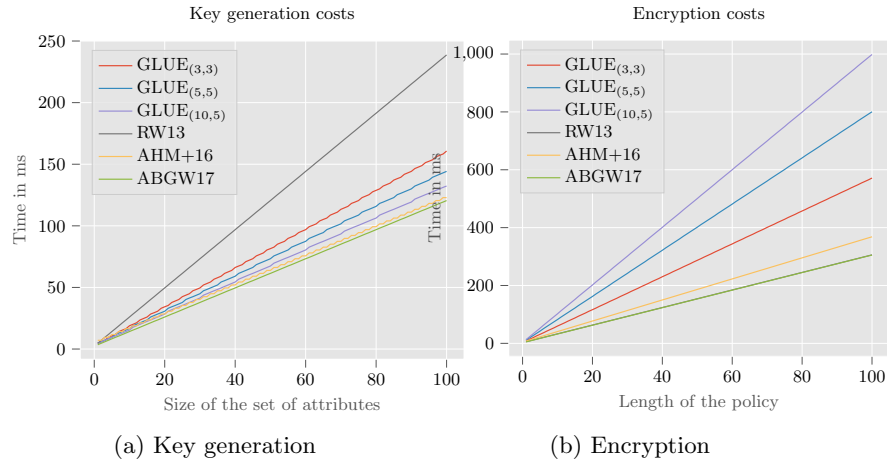 Key generation costs
250
200
150
100
50
0
Time in ms
GLUE(3,3)
GLUE(5,5)
GLUE(10,5)
RW13
AHM+16
ABGW17
0 20 40 60 80 100
Size of the set of attributes
(a) Key generation
Encryption costs
1,000
800
600
400
200
0
Time in ms
GLUE(3,3)
GLUE(5,5)
GLUE(10,5)
RW13
AHM+16
ABGW17
0 20 40 60 80 100
Length of the policy
(b) Encryption